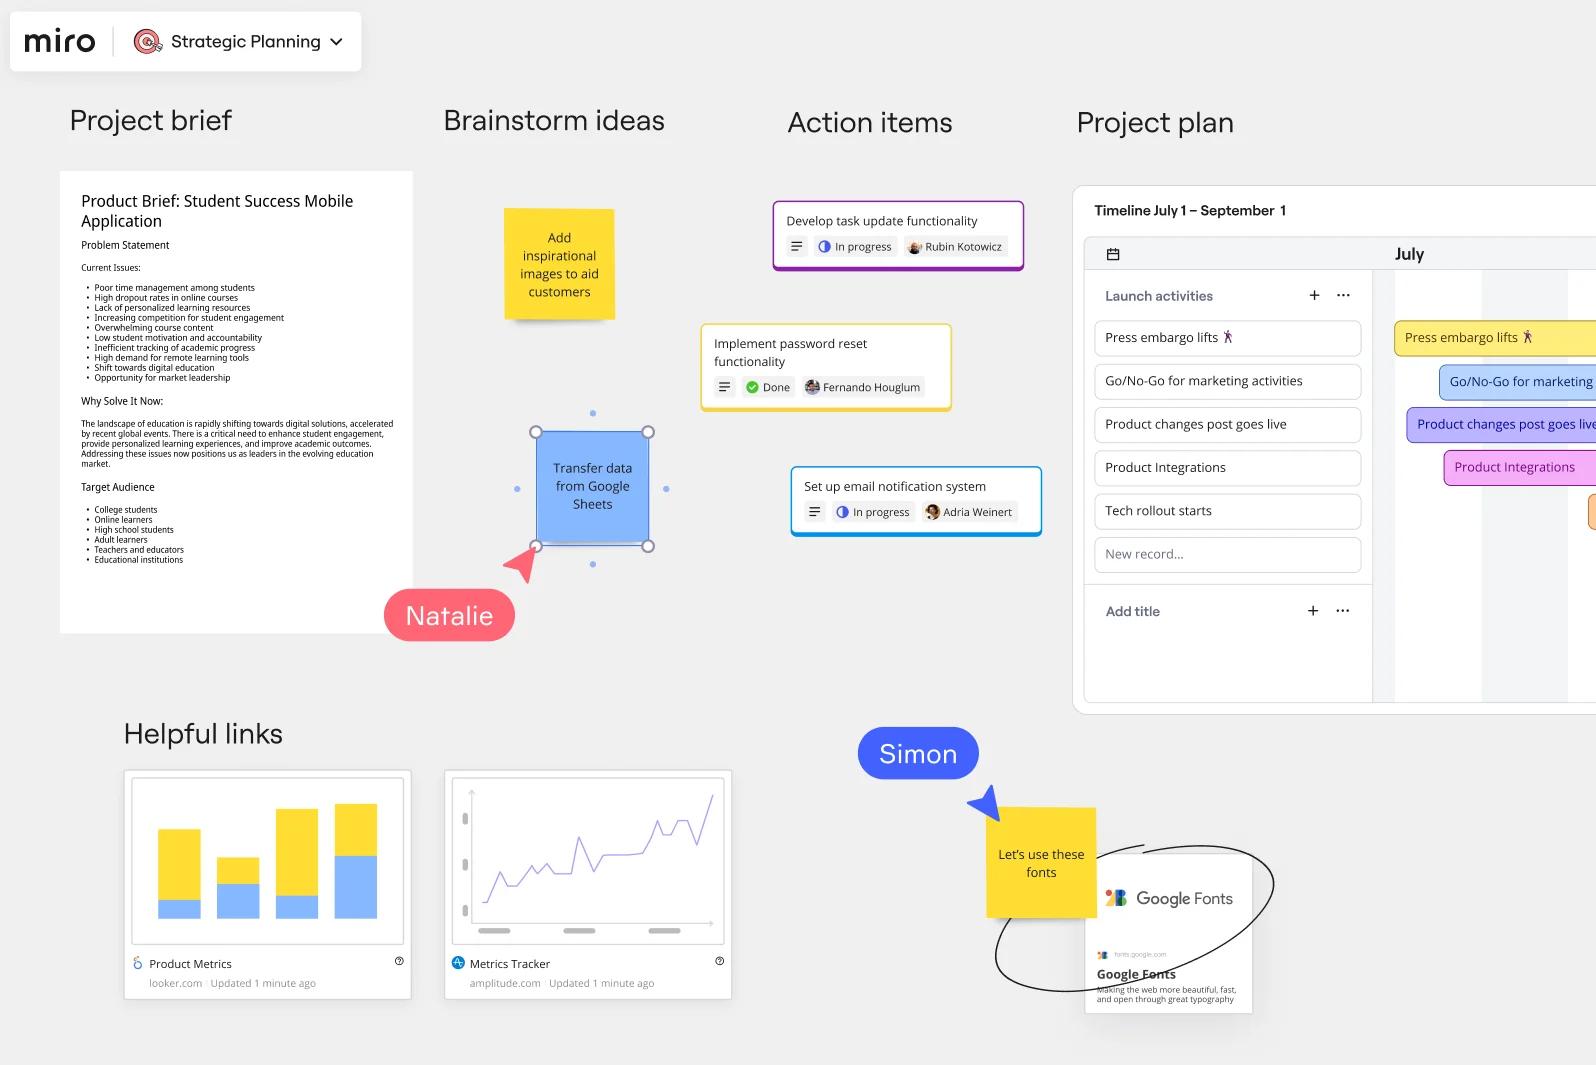 miro
Strategic Planning
Project brief
Product Brief: Student Success Mobile
Application
Problem Statement
Current Issues:
• Poor time management among students
• High dropout rates in online courses
• Lack of personalized learning resources
• Increasing competition for student engagement
• Overwhelming course content
• Low student motivation and accountability
• Inefficient tracking of academic progress
• High demand for remote learning tools
• Shift towards digital education
• Opportunity for market leadership
Why Solve It Now:
The landscape of education is rapidly shifting towards digital solutions, accelerated
by recent global events. There is a critical need to enhance student engagement,
provide personalized learning experiences, and improve academic outcomes.
Addressing these issues now positions us as leaders in the evolving education
market.
Target Audience
• College students
• Online learners
• High school students
• Adult learners
• Teachers and educators
• Educational institutions
Brainstorm ideas
Add
inspirational
images to aid
customers
Transfer data
from Google
Sheets
Natalie
Action items
Develop task update functionality
In progress
Rubin Kotowicz
Implement password reset
functionality
Done
Fernando Houglum
Set up email notification system
In progress
Adria Weinert
Project plan
Timeline July 1 – September 1
July
Launch activities
Press embargo lifts
Go/No-Go for marketing activities
Product changes post goes live
Product Integrations
Tech rollout starts
New record...
Add title
Press embargo lifts
Go/No-Go for marketing
Product changes post goes live
Product Integrations
Helpful links
Product Metrics
looker.com Updated 1 minute ago
Metrics Tracker
amplitude.com Updated 1 minute ago
Simon
Let's use these
fonts
Google Fonts
fonts.google.com
Google Fonts
Making the web more beautiful, fast,
and open through great typography